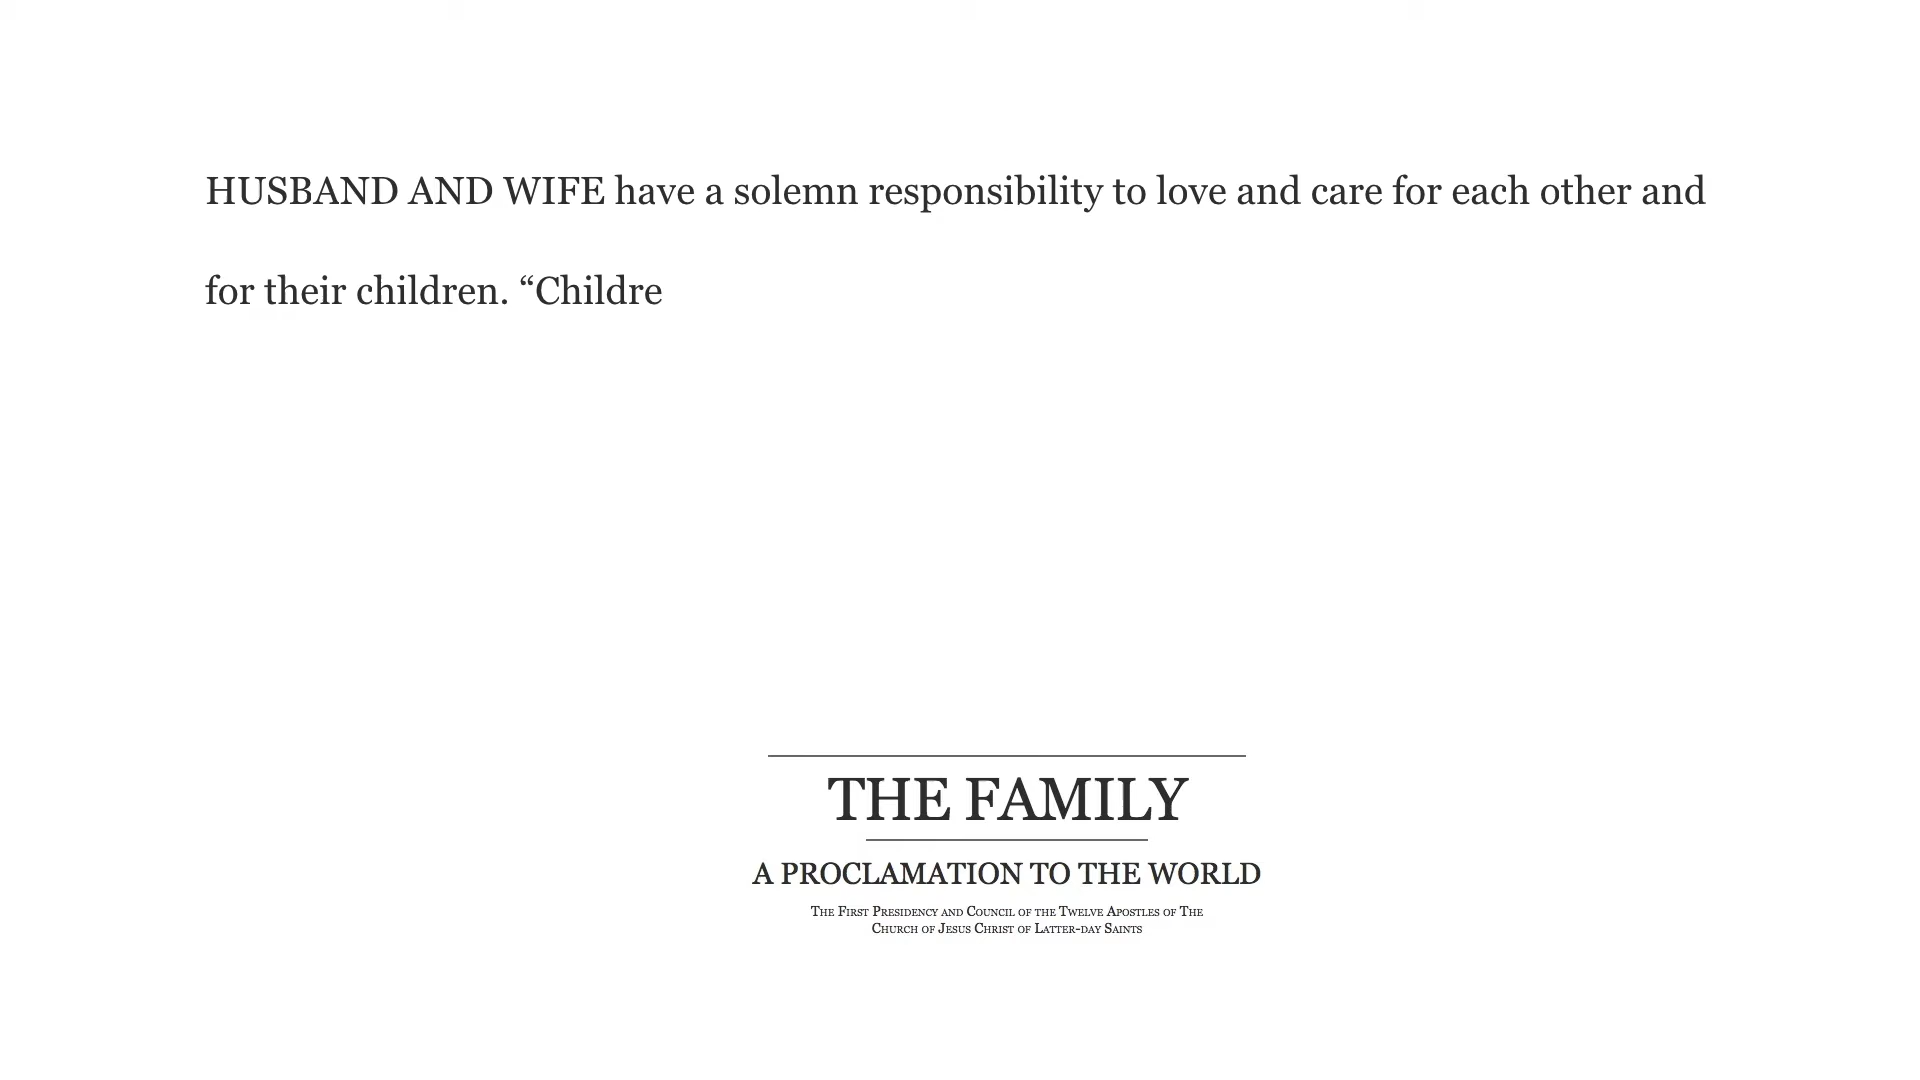 HUSBAND AND WIFE have a solemn responsibility to love and care for each other and
for their children. “Childre
THE FAMILY
A PROCLAMATION TO THE WORLD
The First Presidency and Council of the Twelve Apostles of The
Church of Jesus Christ of Latter-day Saints